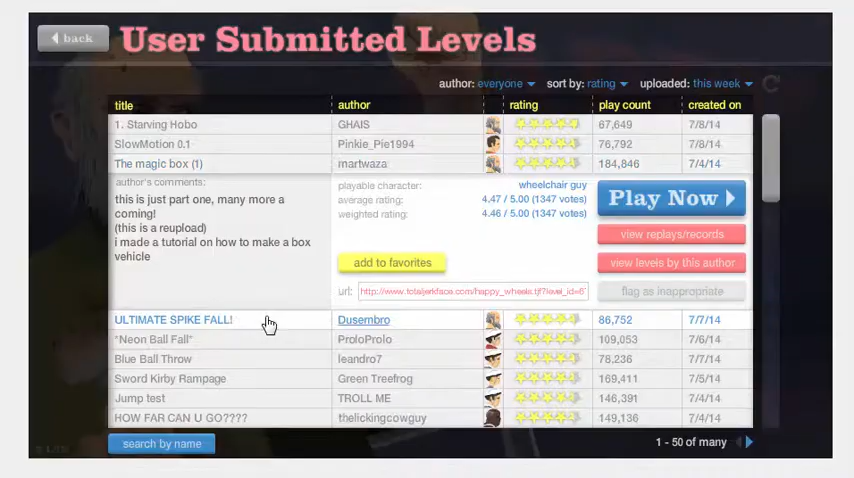 back
User Submitted Levels
author: everyone sort by: rating uploaded: this week
title author rating play count created on
1. Starving Hobo GHAIS 67,649 7/8/14
SlowMotion 0.1 Pinkie_Pie1994 76,792 7/8/14
The magic box (1) martwaza 184,846 7/4/14
author's comments:
this is just part one, many more a
coming!
(this is a reupload)
i made a tutorial on how to make a box
vehicle
playable character: wheelchair guy
average rating: 4.47 / 5.00 (1347 votes)
weighted rating: 4.46 / 5.00 (1347 votes)
add to favorites
url: http://www.totaljerkface.com/happy_wheels.tjf?level_id=6
Play Now
view replays/records
view levels by this author
flag as inappropriate
ULTIMATE SPIKE FALL! Dusembro 86,752 7/7/14
*Neon Ball Fall* ProloProlo 109,053 7/6/14
Blue Ball Throw leandro7 78,236 7/7/14
Sword Kirby Rampage Green Treefrog 169,411 7/5/14
Jump test TROLL ME 146,391 7/4/14
HOW FAR CAN U GO???? thelickingcowguy 149,136 7/4/14
search by name
1 - 50 of many